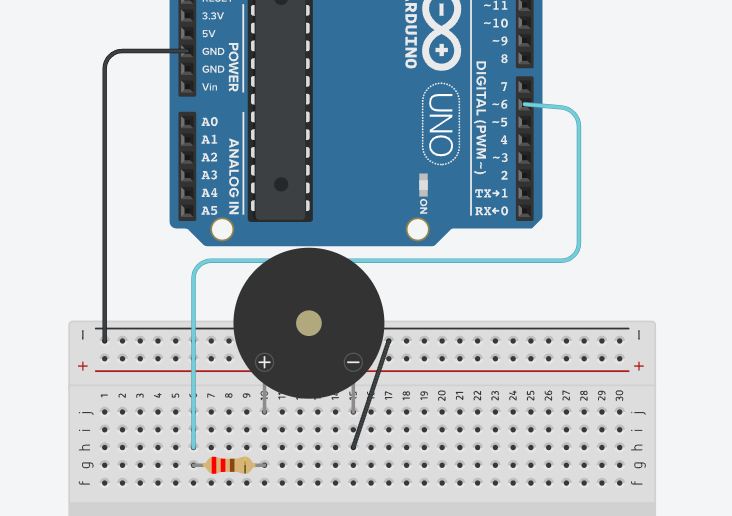 RESET
3.3V
5V
GND
GND
Vin
POWER
A0
A1
A2
A3
A4
A5
ANALOG IN
ARDUINO
UNO
ON
DIGITAL (PWM~)
~11
~10
~9
8
7
~6
~5
4
~3
2
TX→1
RX←0
+ −
− −
+ +
1 2 3 4 5 6 7 8 9 10 11 12 13 14 15 16 17 18 19 20 21 22 23 24 25 26 27 28 29 30
j j
i i
h h
g g
f f